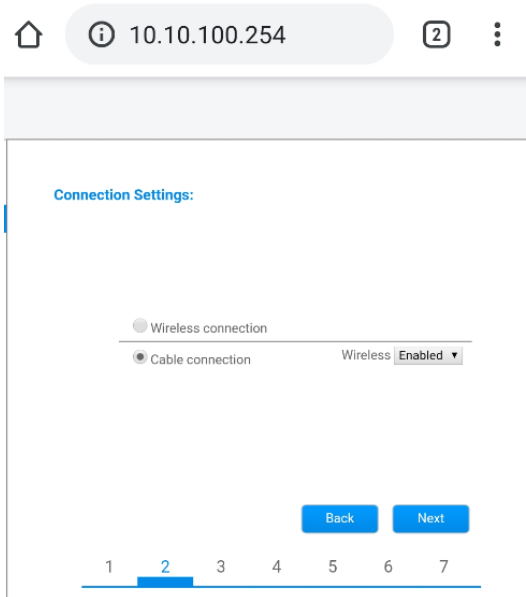 10.10.100.254 2
Connection Settings:
Wireless connection
Cable connection Wireless Enabled
Back Next
1 2 3 4 5 6 7